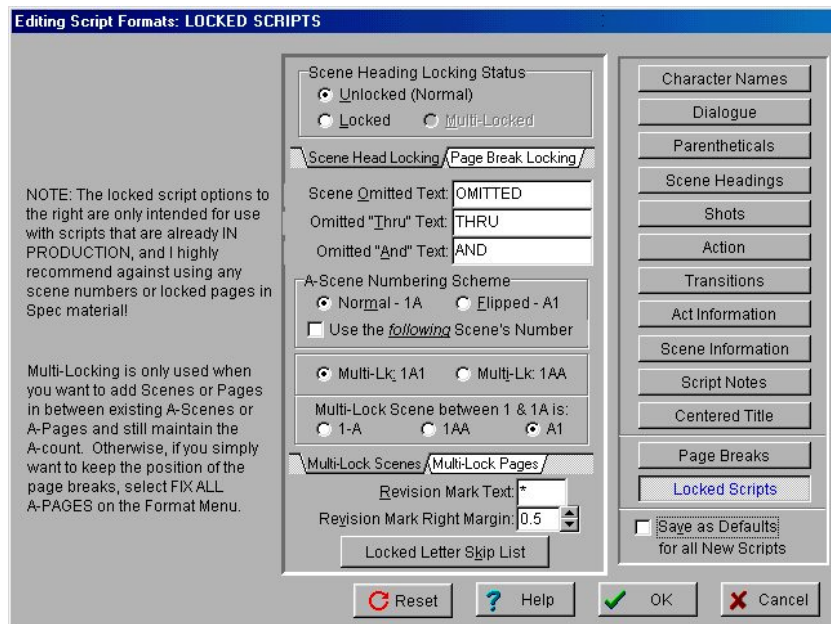 Editing Script Formats: LOCKED SCRIPTS
NOTE: The locked script options to
the right are only intended for use
with scripts that are already IN
PRODUCTION, and I highly
recommend against using any
scene numbers or locked pages in
Spec material!
Multi-Locking is only used when
you want to add Scenes or Pages
in between existing A-Scenes or
A-Pages and still maintain the
A-count. Otherwise, if you simply
want to keep the position of the
page breaks, select FIX ALL
A-PAGES on the Format Menu.
Scene Heading Locking Status
Unlocked (Normal)
Locked Multi-Locked
Scene Head Locking Page Break Locking
Scene Omitted Text: OMITTED
Omitted "Thru" Text: THRU
Omitted "And" Text: AND
A-Scene Numbering Scheme
Normal - 1A Flipped - A1
Use the following Scene's Number
Multi-Lk: 1A1 Multi-Lk: 1AA
Multi-Lock Scene between 1 & 1A is:
1-A 1AA A1
Multi-Lock Scenes Multi-Lock Pages
Revision Mark Text: *
Revision Mark Right Margin: 0.5
Locked Letter Skip List
Character Names
Dialogue
Parentheticals
Scene Headings
Shots
Action
Transitions
Act Information
Scene Information
Script Notes
Centered Title
Page Breaks
Locked Scripts
Save as Defaults
for all New Scripts
Reset Help OK Cancel